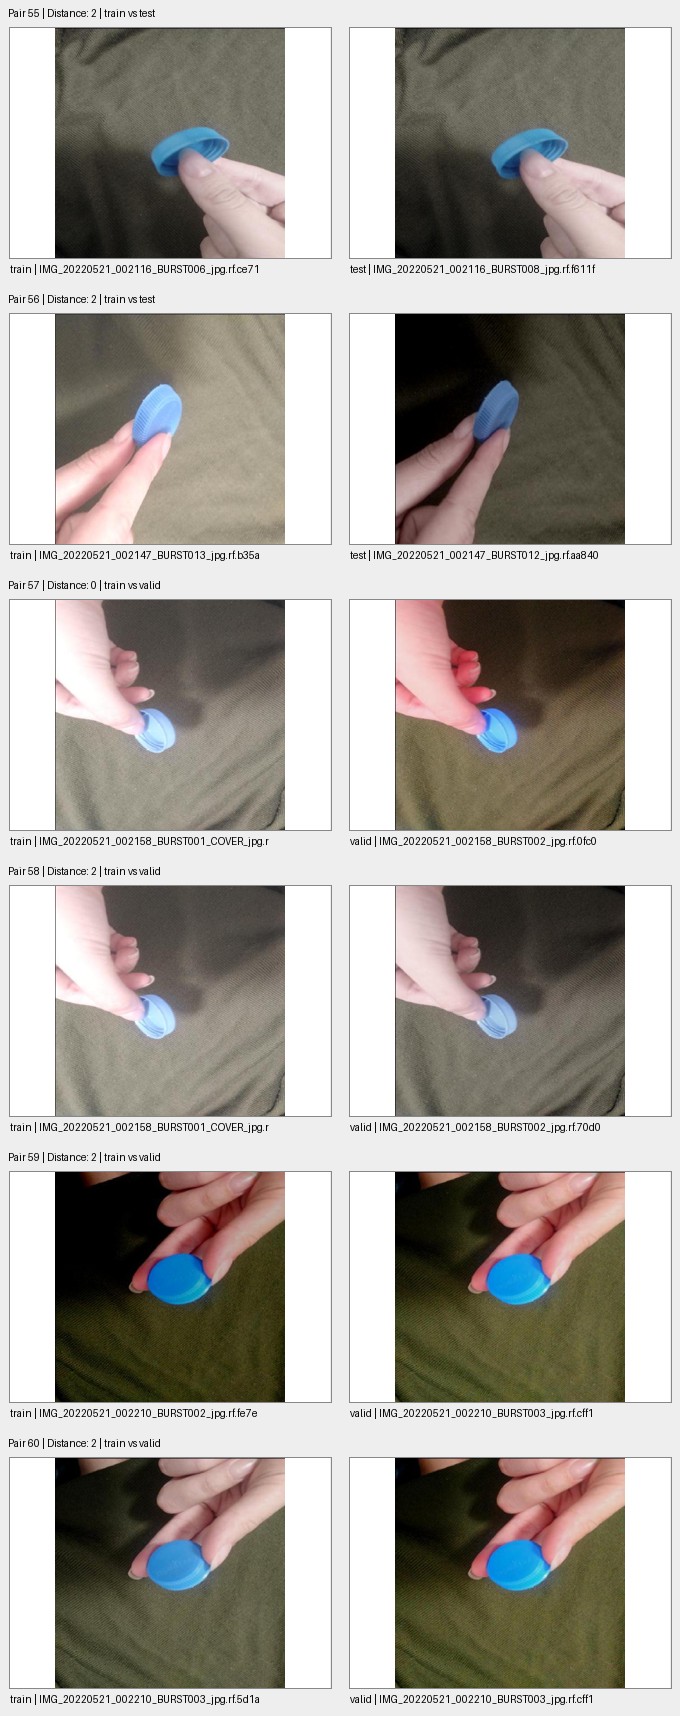 Pair 55 | Distance: 2 | train vs test
train | IMG_20220521_002116_BURST006_jpg.rf.ce71
test | IMG_20220521_002116_BURST008_jpg.rf.f611f
Pair 56 | Distance: 2 | train vs test
train | IMG_20220521_002147_BURST013_jpg.rf.b35a
test | IMG_20220521_002147_BURST012_jpg.rf.aa840
Pair 57 | Distance: 0 | train vs valid
train | IMG_20220521_002158_BURST001_COVER_jpg.r
valid | IMG_20220521_002158_BURST002_jpg.rf.0fc0
Pair 58 | Distance: 2 | train vs valid
train | IMG_20220521_002158_BURST001_COVER_jpg.r
valid | IMG_20220521_002158_BURST002_jpg.rf.70d0
Pair 59 | Distance: 2 | train vs valid
train | IMG_20220521_002210_BURST002_jpg.rf.fe7e
valid | IMG_20220521_002210_BURST003_jpg.rf.cff1
Pair 60 | Distance: 2 | train vs valid
train | IMG_20220521_002210_BURST003_jpg.rf.5d1a
valid | IMG_20220521_002210_BURST003_jpg.rf.cff1